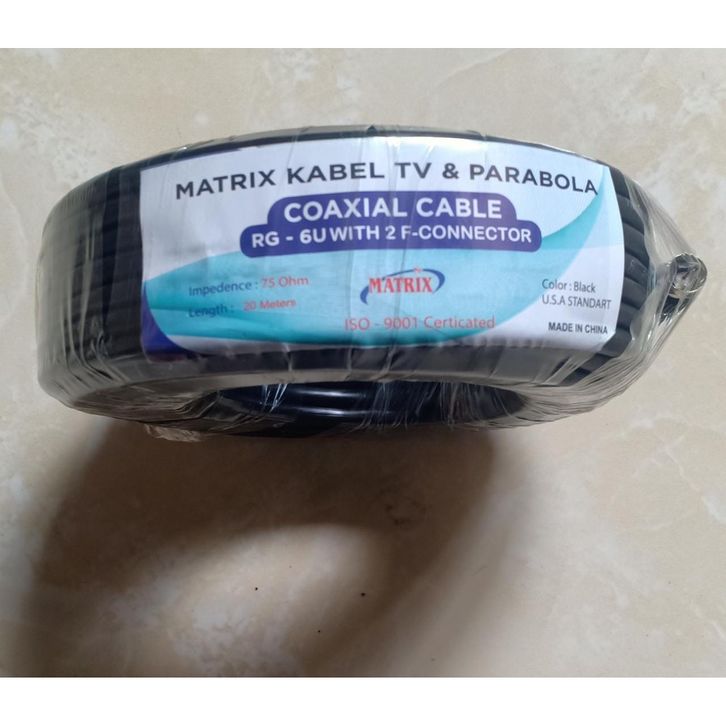 MATRIX KABEL TV & PARABOLA
COAXIAL CABLE
RG - 6U WITH 2 F-CONNECTOR
Impedence : 75 Ohm
Length : 20 Meters
MATRIX
ISO - 9001 Certicated
Color : Black
U.S.A STANDART
MADE IN CHINA